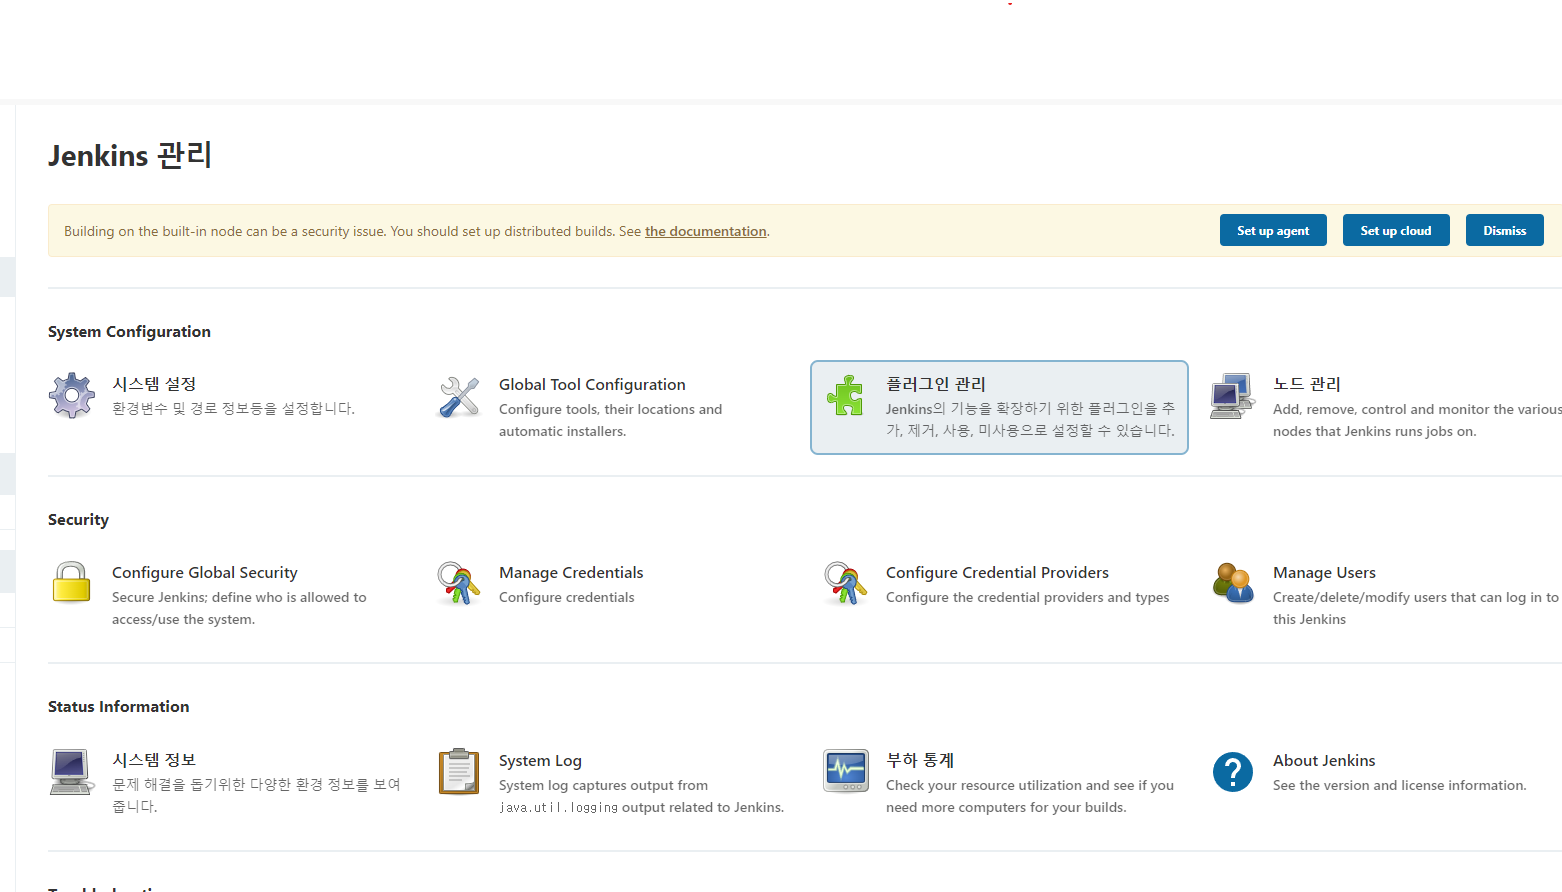 Jenkins 관리
Building on the built-in node can be a security issue. You should set up distributed builds. See the documentation.
Set up agent
Set up cloud
Dismiss
System Configuration
시스템 설정
환경변수 및 경로 정보등을 설정합니다.
Global Tool Configuration
Configure tools, their locations and
automatic installers.
플러그인 관리
Jenkins의 기능을 확장하기 위한 플러그인을 추
가, 제거, 사용, 미사용으로 설정할 수 있습니다.
노드 관리
Add, remove, control and monitor the various
nodes that Jenkins runs jobs on.
Security
Configure Global Security
Secure Jenkins; define who is allowed to
access/use the system.
Manage Credentials
Configure credentials
Configure Credential Providers
Configure the credential providers and types
Manage Users
Create/delete/modify users that can log in to
this Jenkins
Status Information
시스템 정보
문제 해결을 돕기위한 다양한 환경 정보를 보여
줍니다.
System Log
System log captures output from
java.util.logging output related to Jenkins.
부하 통계
Check your resource utilization and see if you
need more computers for your builds.
About Jenkins
See the version and license information.